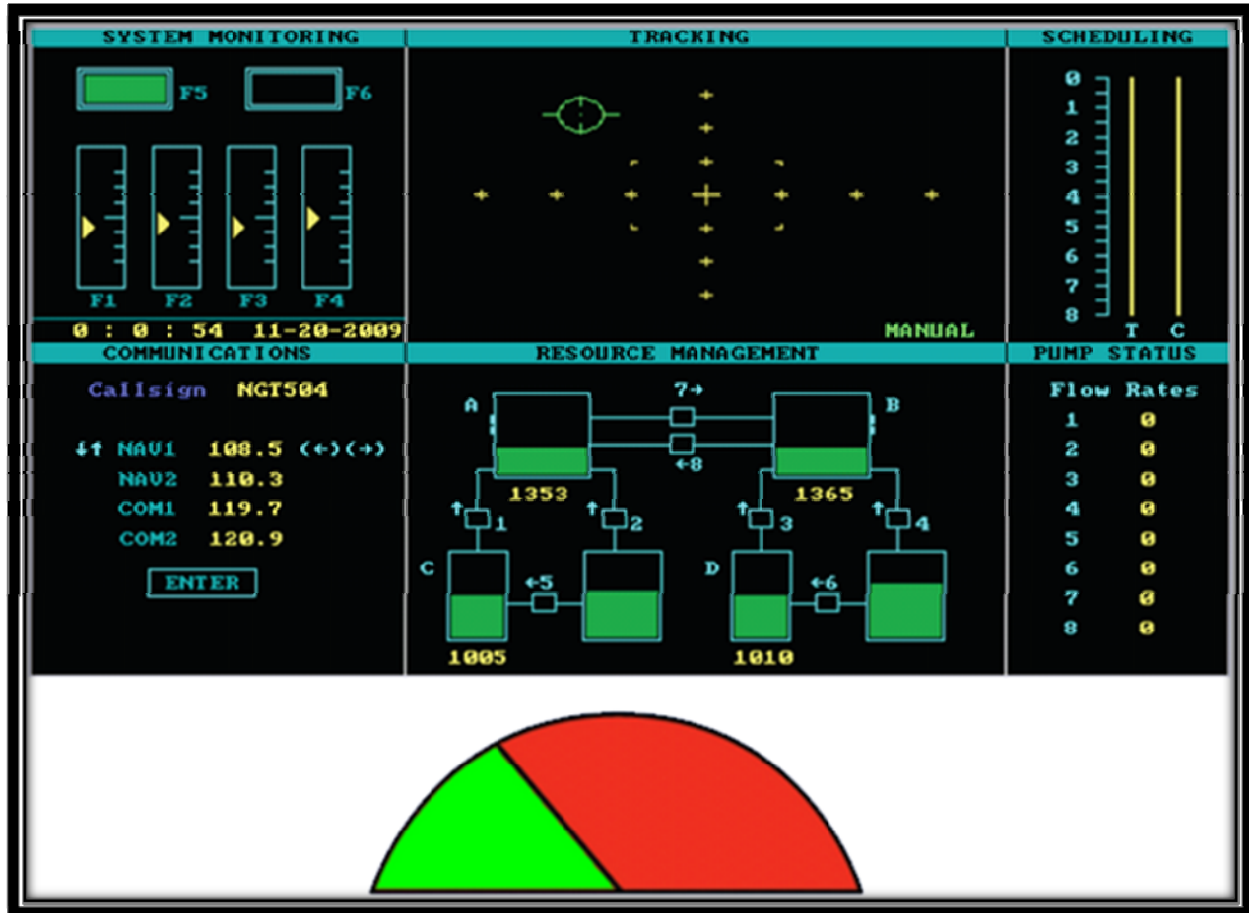 SYSTEM MONITORING
F5 F6
F1 F2 F3 F4
0 : 0 : 54 11-20-2009
TRACKING
MANUAL
SCHEDULING
0
1
2
3
4
5
6
7
8
T C
COMMUNICATIONS
Callsign NGT504
↓↑ NAV1 108.5 (←)(→)
NAV2 110.3
COM1 119.7
COM2 120.9
ENTER
RESOURCE MANAGEMENT
7→
A B
←8
1353 1365
↑1 ↑2 ↑3 ↑4
C ←5 D ←6
1005 1010
PUMP STATUS
Flow Rates
1 0
2 0
3 0
4 0
5 0
6 0
7 0
8 0